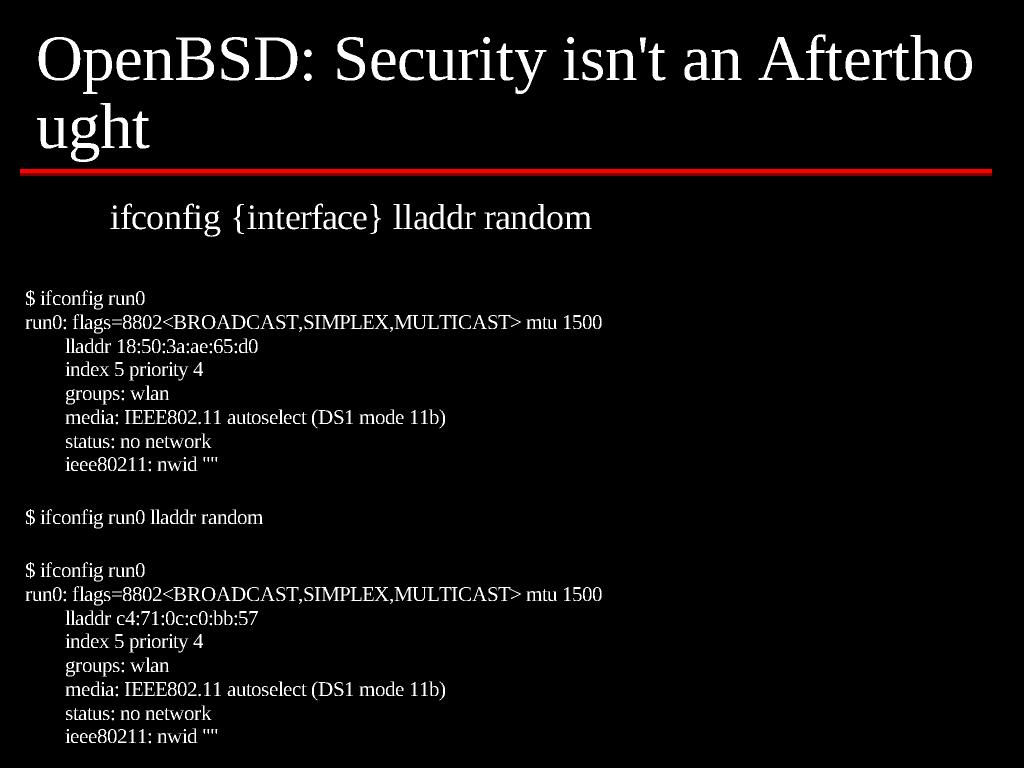 OpenBSD: Security isn't an Aftertho
ught
ifconfig {interface} lladdr random
$ ifconfig run0
run0: flags=8802<BROADCAST,SIMPLEX,MULTICAST> mtu 1500
lladdr 18:50:3a:ae:65:d0
index 5 priority 4
groups: wlan
media: IEEE802.11 autoselect (DS1 mode 11b)
status: no network
ieee80211: nwid ""
$ ifconfig run0 lladdr random
$ ifconfig run0
run0: flags=8802<BROADCAST,SIMPLEX,MULTICAST> mtu 1500
lladdr c4:71:0c:c0:bb:57
index 5 priority 4
groups: wlan
media: IEEE802.11 autoselect (DS1 mode 11b)
status: no network
ieee80211: nwid ""